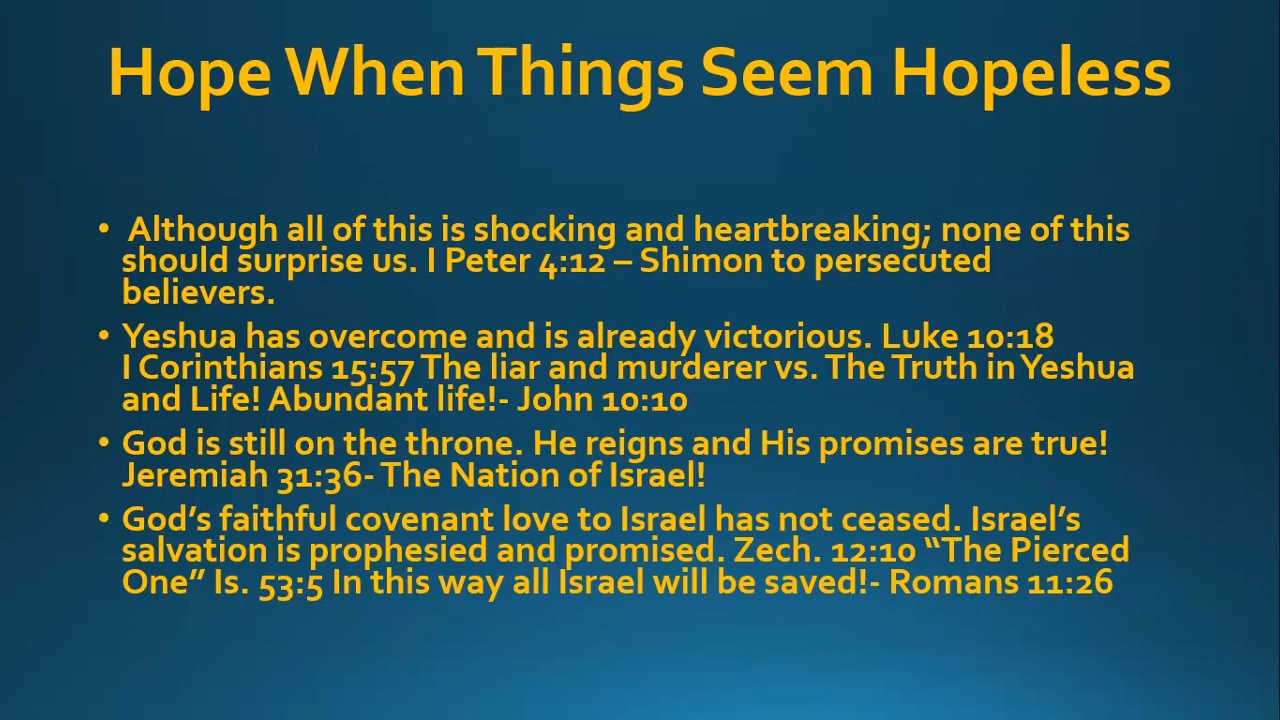 Hope When Things Seem Hopeless
• Although all of this is shocking and heartbreaking; none of this
should surprise us. I Peter 4:12 – Shimon to persecuted
believers.
• Yeshua has overcome and is already victorious. Luke 10:18
I Corinthians 15:57 The liar and murderer vs. The Truth in Yeshua
and Life! Abundant life!- John 10:10
• God is still on the throne. He reigns and His promises are true!
Jeremiah 31:36- The Nation of Israel!
• God’s faithful covenant love to Israel has not ceased. Israel’s
salvation is prophesied and promised. Zech. 12:10 “The Pierced
One” Is. 53:5 In this way all Israel will be saved!- Romans 11:26